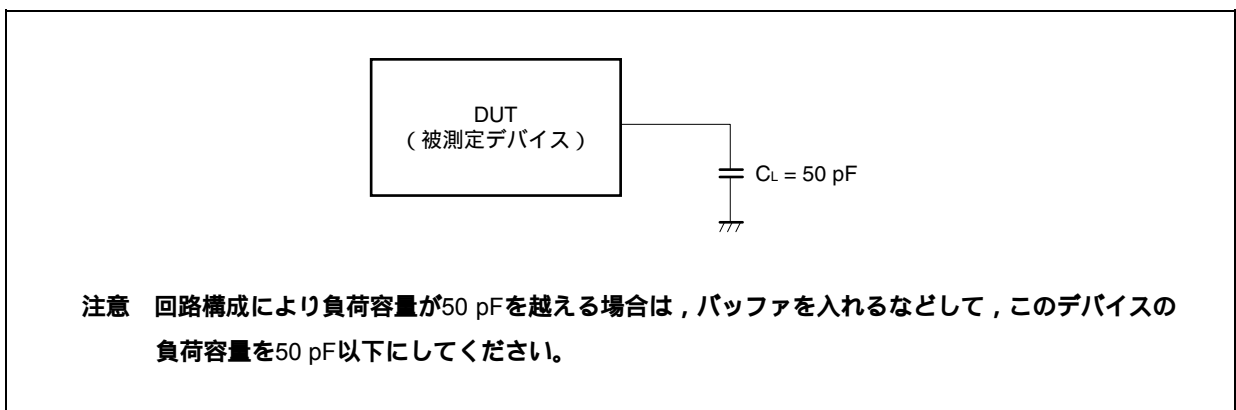 DUT
（被測定デバイス）
CL = 50 pF
注意　回路構成により負荷容量が50 pFを越える場合は，バッファを入れるなどして，このデバイスの
負荷容量を50 pF以下にしてください。